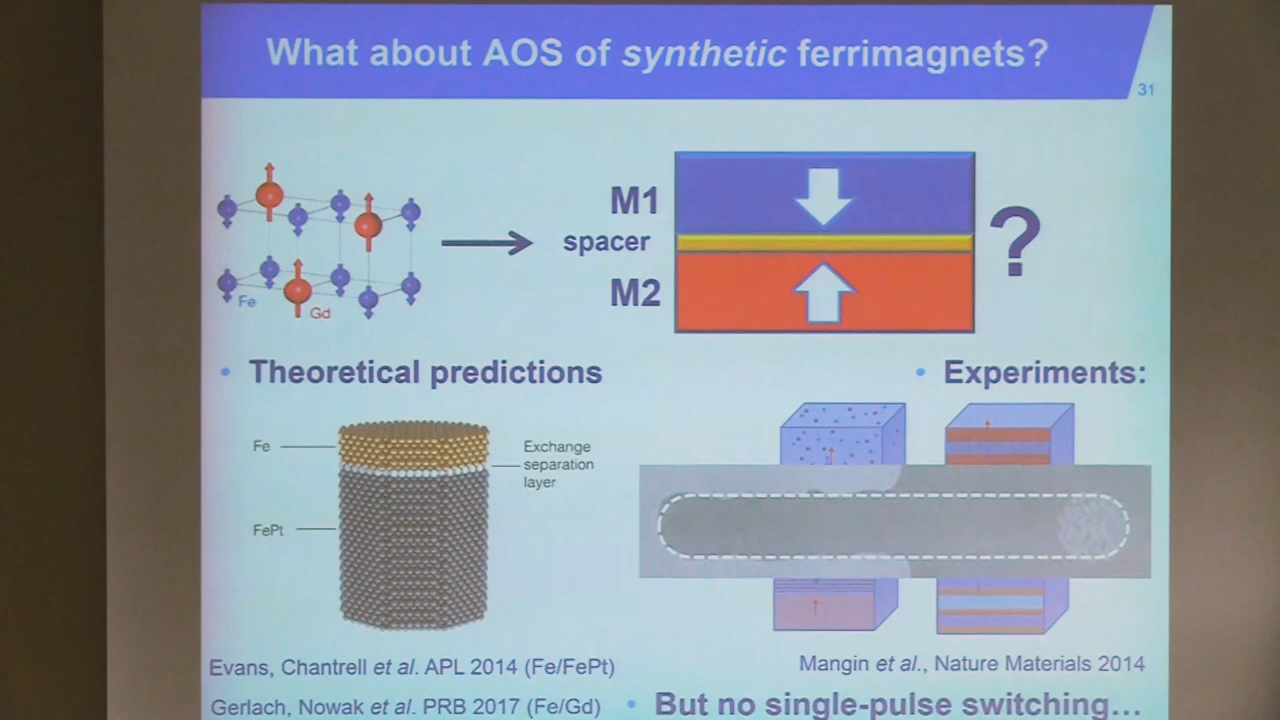 What about AOS of synthetic ferrimagnets?
31
M1
spacer
M2
?
Fe
Gd
• Theoretical predictions
• Experiments:
Fe
Exchange
separation
layer
FePt
Evans, Chantrell et al. APL 2014 (Fe/FePt)
Mangin et al., Nature Materials 2014
Gerlach, Nowak et al. PRB 2017 (Fe/Gd)
• But no single-pulse switching...